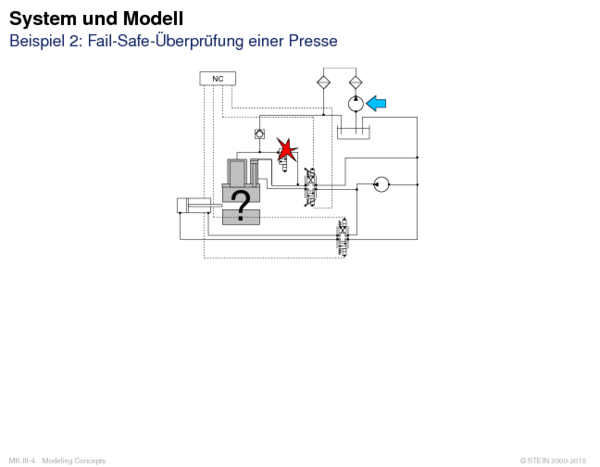 System und Modell
Beispiel 2: Fail-Safe-Überprüfung einer Presse
NC
?
MK:III-4 Modeling Concepts
© STEIN 2000-2015